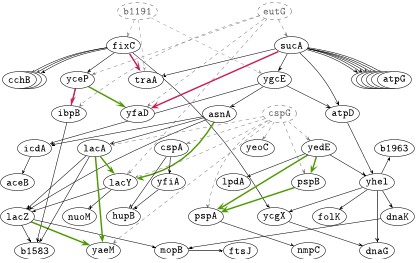 b1191 eutG
fixC sucA
cchB yceP traA ygcE atpG
ibpB yfaD asnA cspG atpD
icdA lacA cspA yeoC yedE b1963
aceB lacY yfiA lpdA pspB yhel
lacZ nuoM hupB pspA ycgX folK dnaK
b1583 yaeM mopB ftsJ nmpC dnaG